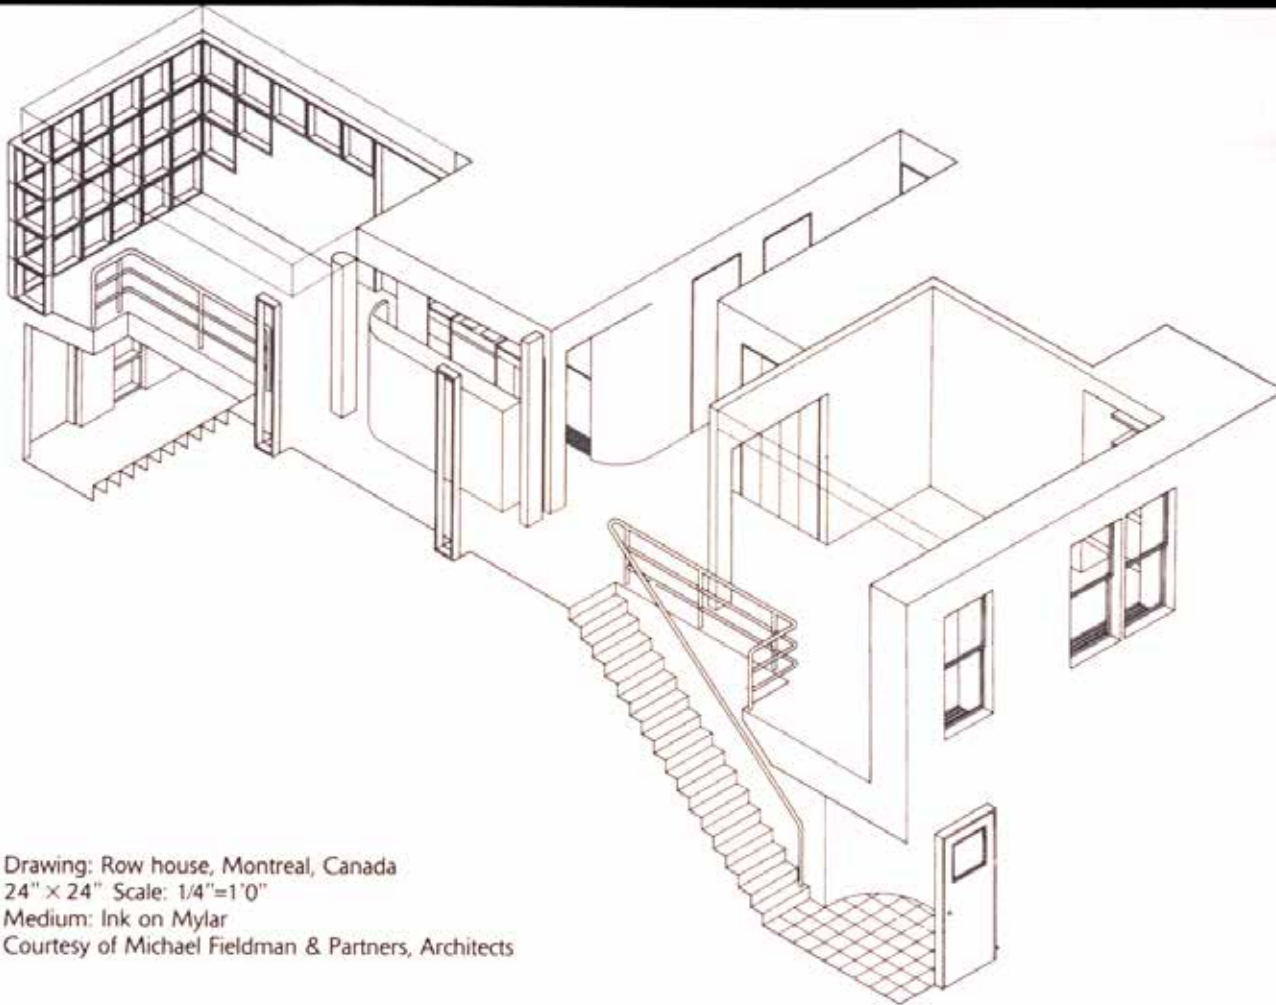 Drawing: Row house, Montreal, Canada
24" × 24" Scale: 1/4"=1'0"
Medium: Ink on Mylar
Courtesy of Michael Fieldman & Partners, Architects